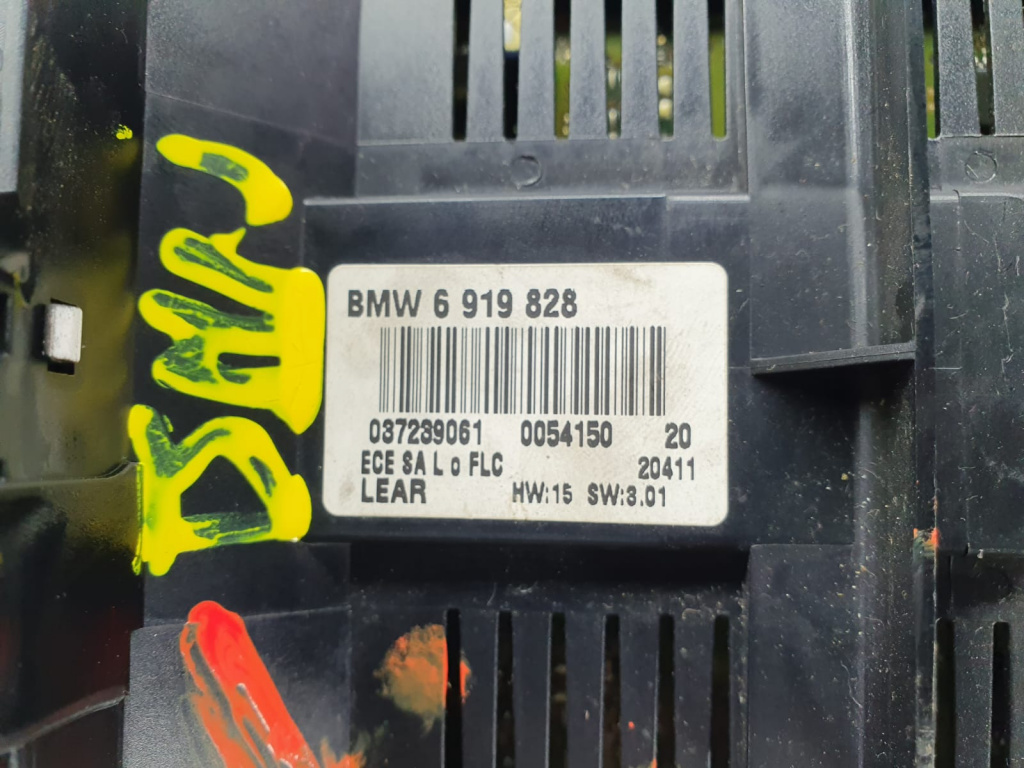 BMW 6 919 828
037239061 0054150 20
ECE SA L o FLC 20411
LEAR HW:15 SW:3.01